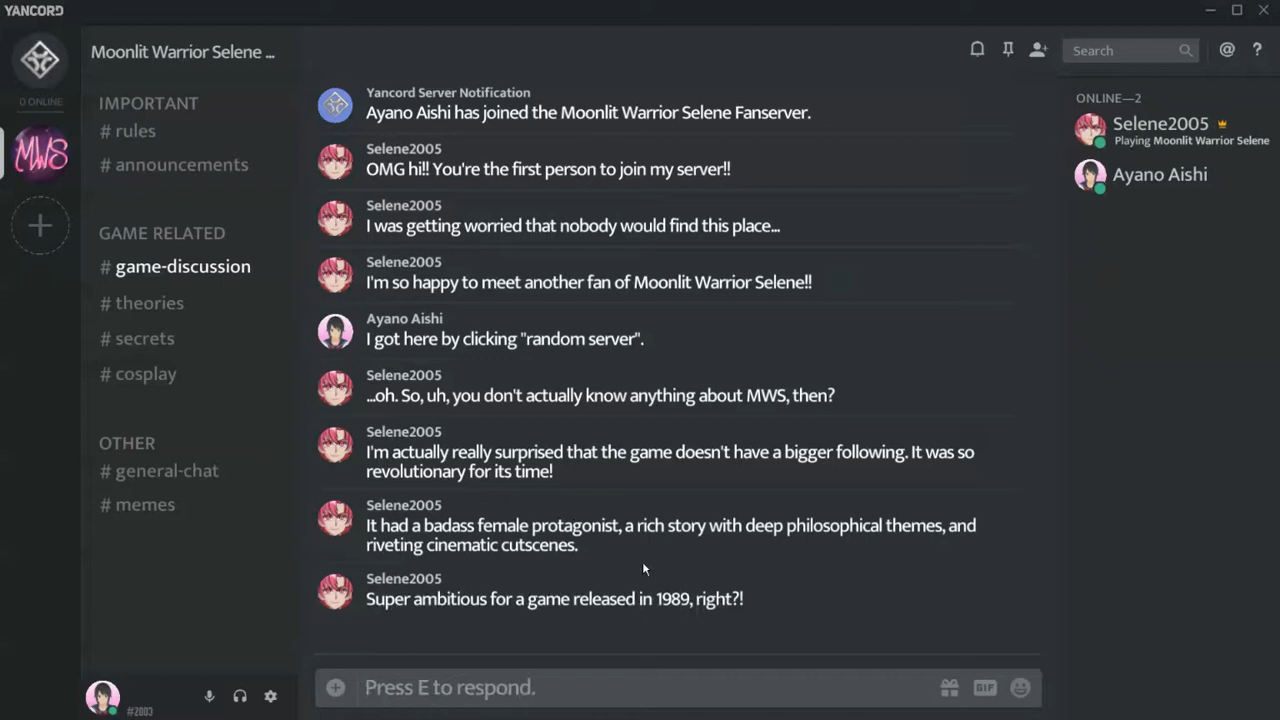 YANCORD
Moonlit Warrior Selene ...
Search
@
?
0 ONLINE
MWS
IMPORTANT
# rules
# announcements
GAME RELATED
# game-discussion
# theories
# secrets
# cosplay
OTHER
# general-chat
# memes
#2003
Yancord Server Notification
Ayano Aishi has joined the Moonlit Warrior Selene Fanserver.
Selene2005
OMG hi!! You're the first person to join my server!!
Selene2005
I was getting worried that nobody would find this place...
Selene2005
I'm so happy to meet another fan of Moonlit Warrior Selene!!
Ayano Aishi
I got here by clicking "random server".
Selene2005
...oh. So, uh, you don't actually know anything about MWS, then?
Selene2005
I'm actually really surprised that the game doesn't have a bigger following. It was so
revolutionary for its time!
Selene2005
It had a badass female protagonist, a rich story with deep philosophical themes, and
riveting cinematic cutscenes.
Selene2005
Super ambitious for a game released in 1989, right?!
Press E to respond.
GIF
ONLINE—2
Selene2005
Playing Moonlit Warrior Selene
Ayano Aishi